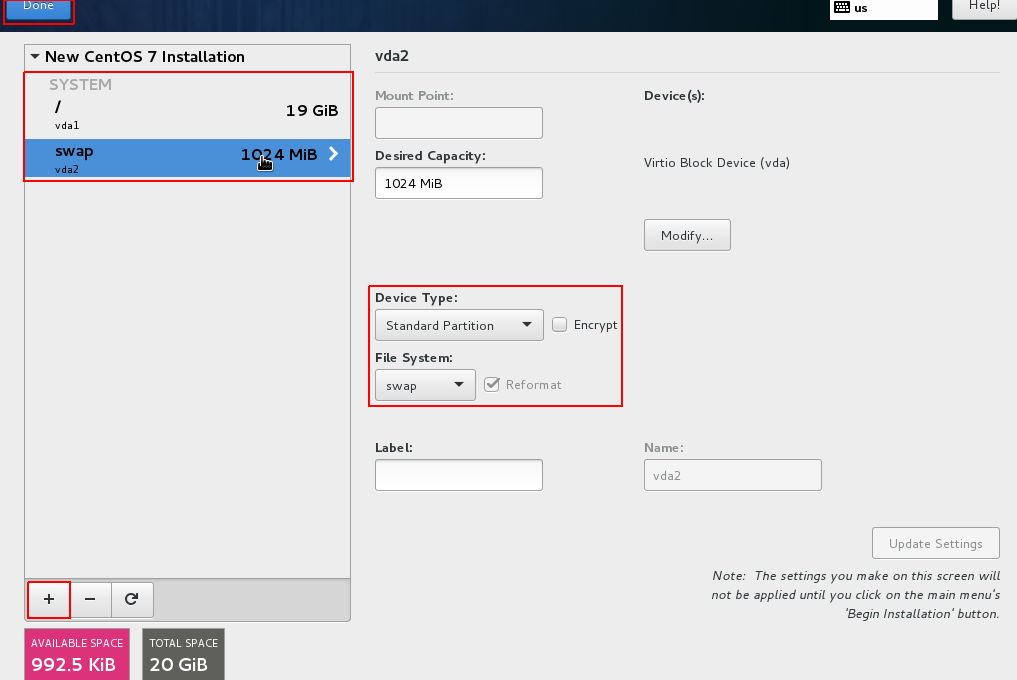 Done
us
Help!
New CentOS 7 Installation
SYSTEM
/
19 GiB
vda1
swap
1024 MiB
vda2
vda2
Mount Point:
Device(s):
Desired Capacity:
1024 MiB
Virtio Block Device (vda)
Modify...
Device Type:
Standard Partition
Encrypt
File System:
swap
Reformat
Label:
Name:
vda2
Update Settings
Note: The settings you make on this screen will
not be applied until you click on the main menu's
'Begin Installation' button.
+
−
AVAILABLE SPACE
992.5 KiB
TOTAL SPACE
20 GiB